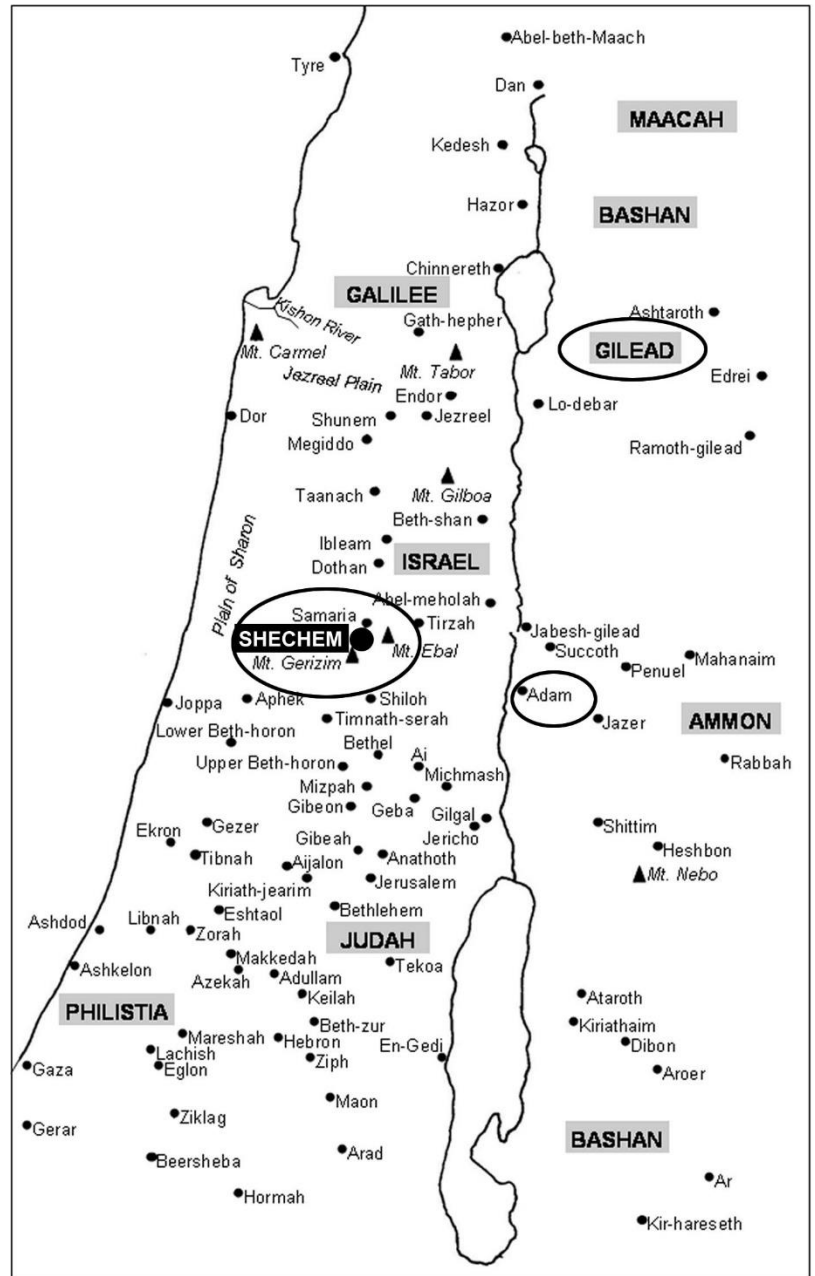 Abel-beth-Maach
Tyre
Dan
MAACAH
Kedesh
Hazor
BASHAN
Chinnereth
GALILEE
Kishon River
Ashtaroth
Gath-hepher
Mt. Carmel
GILEAD
Mt. Tabor
Jezreel Plain
Edrei
Endor
Lo-debar
Dor
Shunem
Jezreel
Megiddo
Ramoth-gilead
Taanach
Mt. Gilboa
Beth-shan
Plain of Sharon
Ibleam
ISRAEL
Dothan
Abel-meholah
Samaria
Tirzah
Jabesh-gilead
SHECHEM
Mt. Ebal
Succoth
Mahanaim
Mt. Gerizim
Penuel
Adam
Joppa
Aphek
Shiloh
Timnath-serah
Jazer
AMMON
Lower Beth-horon
Bethel
Ai
Rabbah
Upper Beth-horon
Michmash
Mizpah
Geba
Gibeon
Gilgal
Jericho
Ekron
Gezer
Shittim
Gibeah
Heshbon
Tibnah
Aijalon
Anathoth
Mt. Nebo
Kiriath-jearim
Jerusalem
Eshtaol
Bethlehem
Ashdod
Libnah
Zorah
JUDAH
Makkedah
Tekoa
Ashkelon
Azekah
Adullam
Keilah
Ataroth
PHILISTIA
Beth-zur
Kiriathaim
Mareshah
Hebron
En-Gedi
Dibon
Lachish
Ziph
Gaza
Eglon
Aroer
Maon
Ziklag
Gerar
BASHAN
Arad
Beersheba
Ar
Hormah
Kir-hareseth